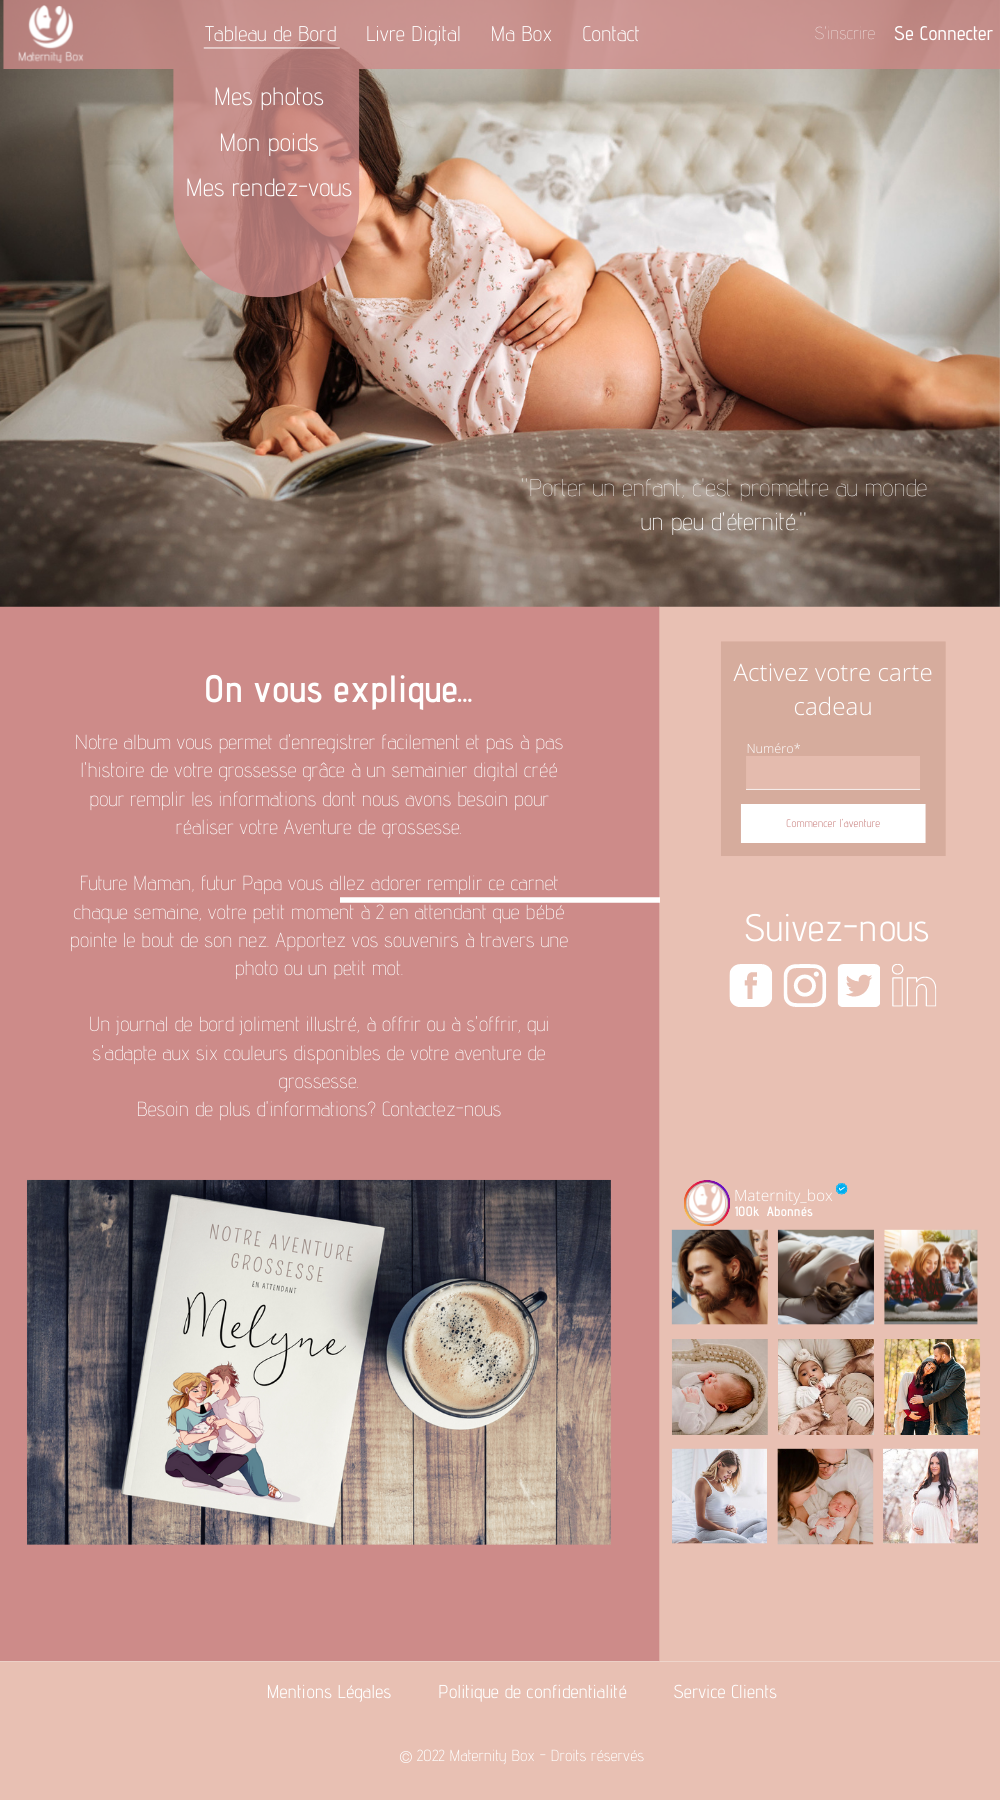 Maternity Box
Tableau de Bord
Livre Digital
Ma Box
Contact
S'inscrire
Se Connecter
Mes photos
Mon poids
Mes rendez-vous
"Porter un enfant, c'est promettre au monde
un peu d'éternité."
On vous explique...
Notre album vous permet d'enregistrer facilement et pas à pas
l'histoire de votre grossesse grâce à un semainier digital créé
pour remplir les informations dont nous avons besoin pour
réaliser votre Aventure de grossesse.
Future Maman, futur Papa vous allez adorer remplir ce carnet
chaque semaine, votre petit moment à 2 en attendant que bébé
pointe le bout de son nez. Apportez vos souvenirs à travers une
photo ou un petit mot.
Un journal de bord joliment illustré, à offrir ou à s'offrir, qui
s'adapte aux six couleurs disponibles de votre aventure de
grossesse.
Besoin de plus d'informations? Contactez-nous
NOTRE AVENTURE
GROSSESSE
EN ATTENDANT
Melyne
Activez votre carte
cadeau
Numéro*
Commencer l'aventure
Suivez-nous
Maternity_box
100k Abonnés
Mentions Légales
Politique de confidentialité
Service Clients
© 2022 Maternity Box - Droits réservés